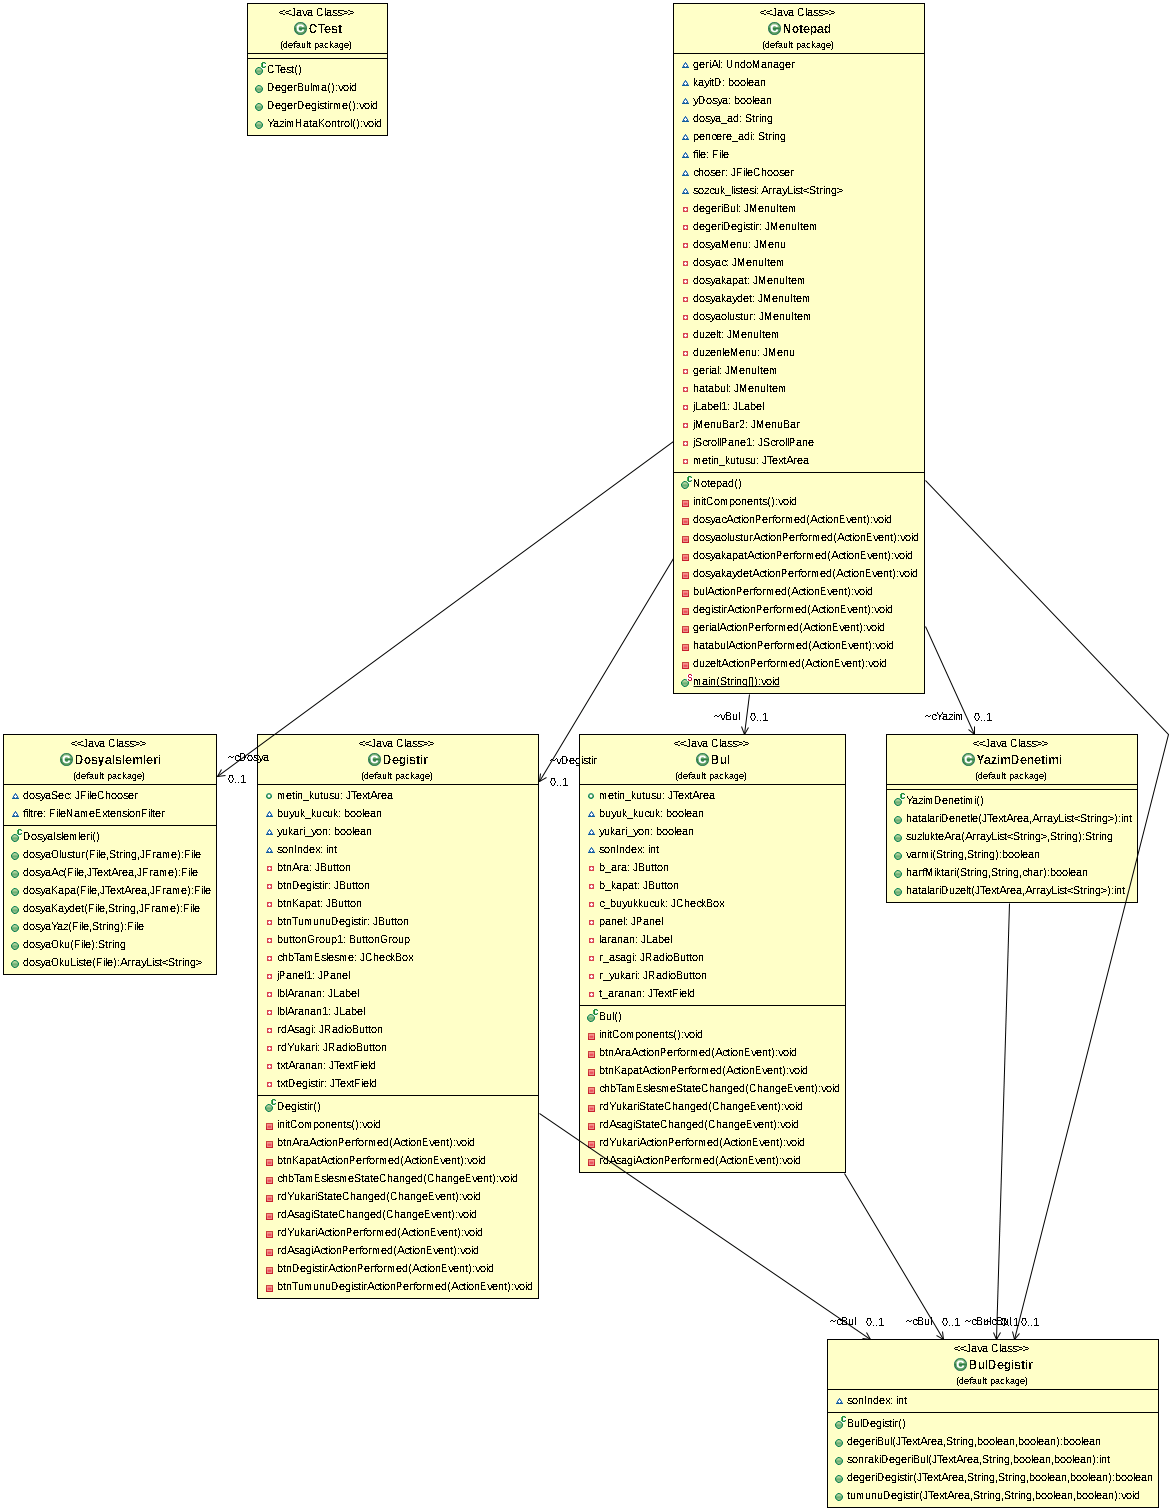 <<Java Class>>
CTest
(default package)
CTest()
DegerBulma():void
DegerDegistirme():void
YazimHataKontrol():void
<<Java Class>>
Notepad
(default package)
geriAl: UndoManager
kayitD: boolean
yDosya: boolean
dosya_ad: String
pencere_adi: String
file: File
choser: JFileChooser
sozcuk_listesi: ArrayList<String>
degeriBul: JMenuItem
degeriDegistir: JMenuItem
dosyaMenu: JMenu
dosyac: JMenuItem
dosyakapat: JMenuItem
dosyakaydet: JMenuItem
dosyaolustur: JMenuItem
duzelt: JMenuItem
duzenleMenu: JMenu
gerial: JMenuItem
hatabul: JMenuItem
jLabel1: JLabel
jMenuBar2: JMenuBar
jScrollPane1: JScrollPane
metin_kutusu: JTextArea
Notepad()
initComponents():void
dosyacActionPerformed(ActionEvent):void
dosyaolusturActionPerformed(ActionEvent):void
dosyakapatActionPerformed(ActionEvent):void
dosyakaydetActionPerformed(ActionEvent):void
bulActionPerformed(ActionEvent):void
degistirActionPerformed(ActionEvent):void
gerialActionPerformed(ActionEvent):void
hatabulActionPerformed(ActionEvent):void
duzeltActionPerformed(ActionEvent):void
main(String[]):void
~cDosya
0..1
~vDegistir
0..1
~vBul 0..1
~cYazim 0..1
<<Java Class>>
DosyaIslemleri
(default package)
dosyaSec: JFileChooser
filtre: FileNameExtensionFilter
DosyaIslemleri()
dosyaOlustur(File,String,JFrame):File
dosyaAc(File,JTextArea,JFrame):File
dosyaKapa(File,JTextArea,JFrame):File
dosyaKaydet(File,String,JFrame):File
dosyaYaz(File,String):File
dosyaOku(File):String
dosyaOkuListe(File):ArrayList<String>
<<Java Class>>
Degistir
(default package)
metin_kutusu: JTextArea
buyuk_kucuk: boolean
yukari_yon: boolean
sonIndex: int
btnAra: JButton
btnDegistir: JButton
btnKapat: JButton
btnTumunuDegistir: JButton
buttonGroup1: ButtonGroup
chbTamEslesme: JCheckBox
jPanel1: JPanel
lblAranan: JLabel
lblAranan1: JLabel
rdAsagi: JRadioButton
rdYukari: JRadioButton
txtAranan: JTextField
txtDegistir: JTextField
Degistir()
initComponents():void
btnAraActionPerformed(ActionEvent):void
btnKapatActionPerformed(ActionEvent):void
chbTamEslesmeStateChanged(ChangeEvent):void
rdYukariStateChanged(ChangeEvent):void
rdAsagiStateChanged(ChangeEvent):void
rdYukariActionPerformed(ActionEvent):void
rdAsagiActionPerformed(ActionEvent):void
btnDegistirActionPerformed(ActionEvent):void
btnTumunuDegistirActionPerformed(ActionEvent):void
<<Java Class>>
Bul
(default package)
metin_kutusu: JTextArea
buyuk_kucuk: boolean
yukari_yon: boolean
sonIndex: int
b_ara: JButton
b_kapat: JButton
c_buyukkucuk: JCheckBox
panel: JPanel
laranan: JLabel
r_asagi: JRadioButton
r_yukari: JRadioButton
t_aranan: JTextField
Bul()
initComponents():void
btnAraActionPerformed(ActionEvent):void
btnKapatActionPerformed(ActionEvent):void
chbTamEslesmeStateChanged(ChangeEvent):void
rdYukariStateChanged(ChangeEvent):void
rdAsagiStateChanged(ChangeEvent):void
rdYukariActionPerformed(ActionEvent):void
rdAsagiActionPerformed(ActionEvent):void
<<Java Class>>
YazimDenetimi
(default package)
YazimDenetimi()
hatalariDenetle(JTextArea,ArrayList<String>):int
suzlukteAra(ArrayList<String>,String):String
varmi(String,String):boolean
harfMiktari(String,String,char):boolean
hatalariDuzelt(JTextArea,ArrayList<String>):int
~cBul 0..1
~cBul 0..1
~cBul 0..1
~cBul 0..1
<<Java Class>>
BulDegistir
(default package)
sonIndex: int
BulDegistir()
degeriBul(JTextArea,String,boolean,boolean):boolean
sonrakiDegeriBul(JTextArea,String,boolean,boolean):int
degeriDegistir(JTextArea,String,String,boolean,boolean):boolean
tumunuDegistir(JTextArea,String,String,boolean,boolean):void